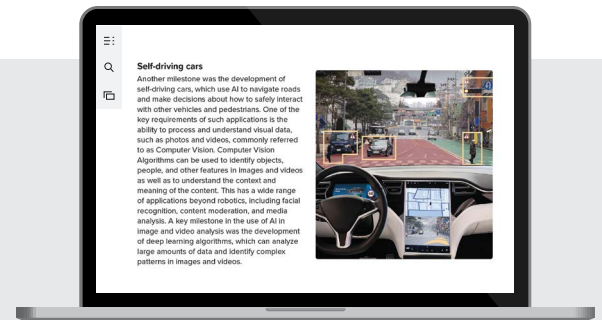 Self-driving cars
Another milestone was the development of
self-driving cars, which use AI to navigate roads
and make decisions about how to safely interact
with other vehicles and pedestrians. One of the
key requirements of such applications is the
ability to process and understand visual data,
such as photos and videos, commonly referred
to as Computer Vision. Computer Vision
Algorithms can be used to identify objects,
people, and other features in images and videos
as well as to understand the context and
meaning of the content. This has a wide range
of applications beyond robotics, including facial
recognition, content moderation, and media
analysis. A key milestone in the use of AI in
image and video analysis was the development
of deep learning algorithms, which can analyze
large amounts of data and identify complex
patterns in images and videos.